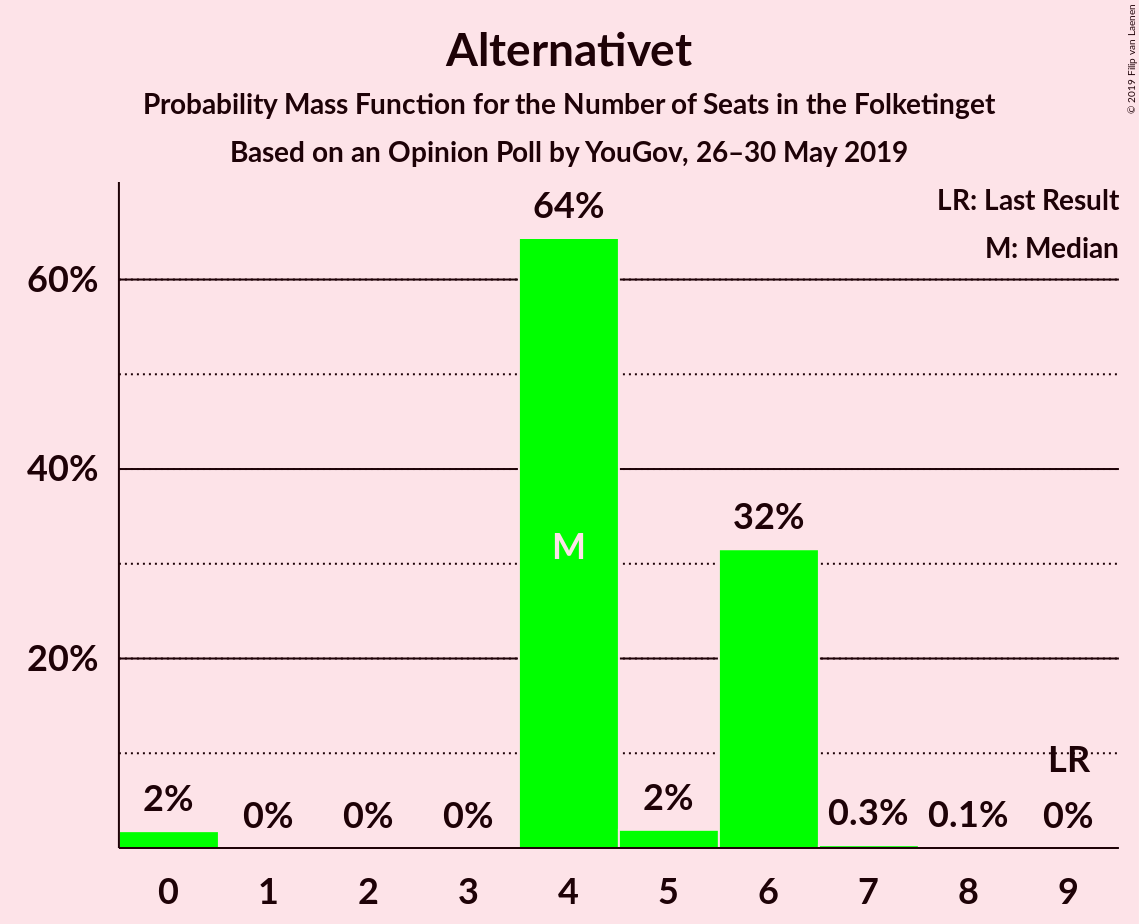 Alternativet
Probability Mass Function for the Number of Seats in the Folketinget
Based on an Opinion Poll by YouGov, 26–30 May 2019
© 2019 Filip van Laenen
LR: Last Result
M: Median
64%
60%
40%
32%
M
20%
LR
2%
0%
0%
0%
2%
0.3%
0.1%
0%
0
1
2
3
4
5
6
7
8
9